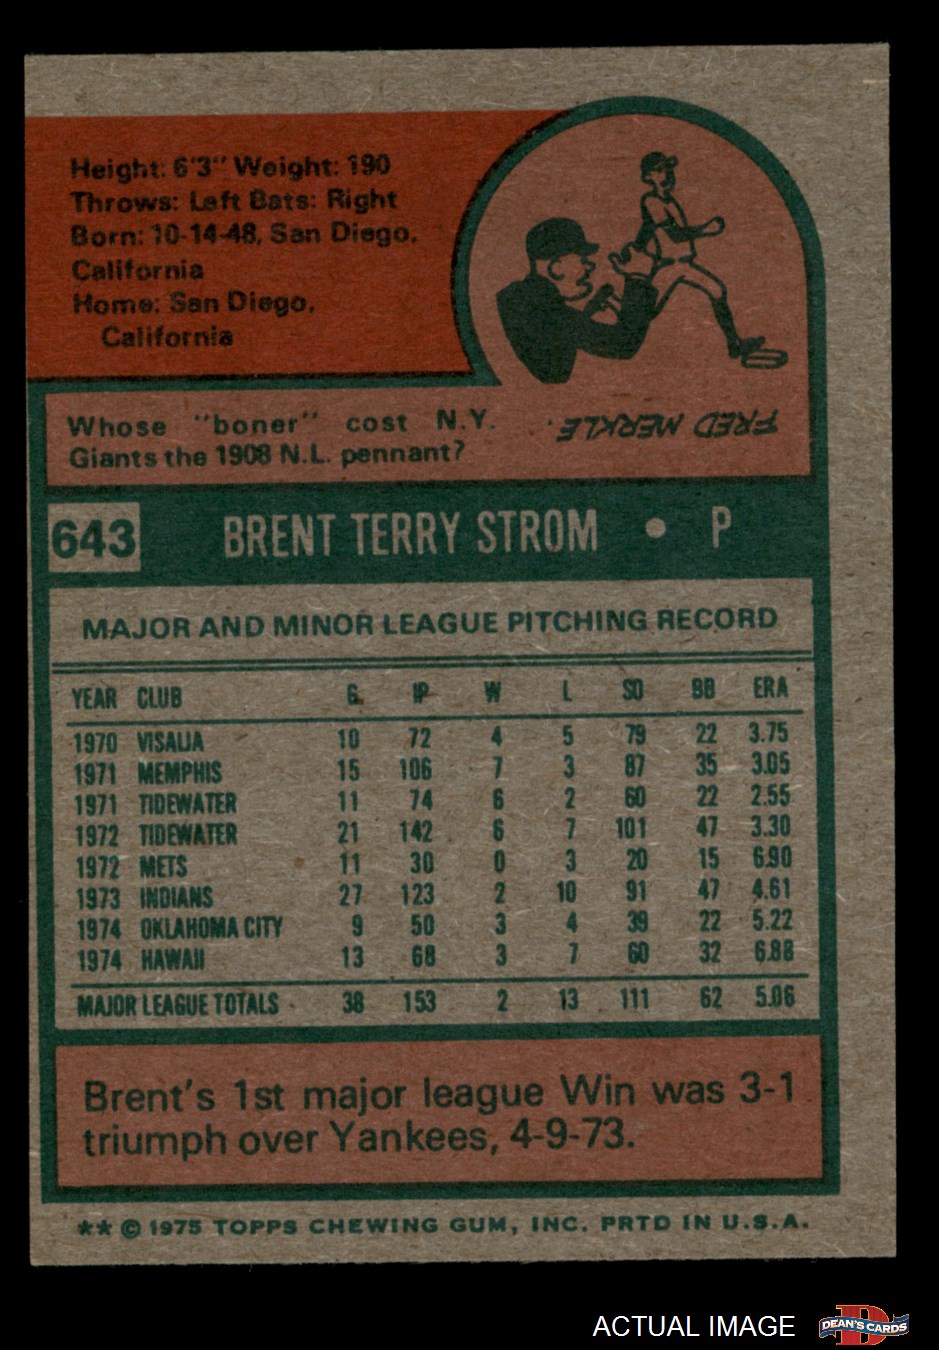 Height: 6'3" Weight: 190
Throws: Left Bats: Right
Born: 10-14-48, San Diego,
California
Home: San Diego,
California
Whose "boner" cost N.Y.
Giants the 1908 N.L. pennant?
FRED MERKLE
643 BRENT TERRY STROM • P
MAJOR AND MINOR LEAGUE PITCHING RECORD
YEAR CLUB G IP W L SO BB ERA
1970 VISALIA 10 72 4 5 79 22 3.75
1971 MEMPHIS 15 106 7 3 87 35 3.05
1971 TIDEWATER 11 74 6 2 60 22 2.55
1972 TIDEWATER 21 142 6 7 101 47 3.30
1972 METS 11 30 0 3 20 15 6.90
1973 INDIANS 27 123 2 10 91 47 4.61
1974 OKLAHOMA CITY 9 50 3 4 39 22 5.22
1974 HAWAII 13 68 3 7 60 32 6.88
MAJOR LEAGUE TOTALS 38 153 2 13 111 62 5.06
Brent's 1st major league Win was 3-1
triumph over Yankees, 4-9-73.
** © 1975 TOPPS CHEWING GUM, INC. PRTD IN U.S.A.
ACTUAL IMAGE
D
DEAN'S CARDS